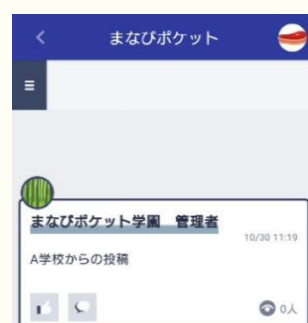 まなびポケット
まなびポケット学園　管理者
10/30 11:19
A学校からの投稿
0人